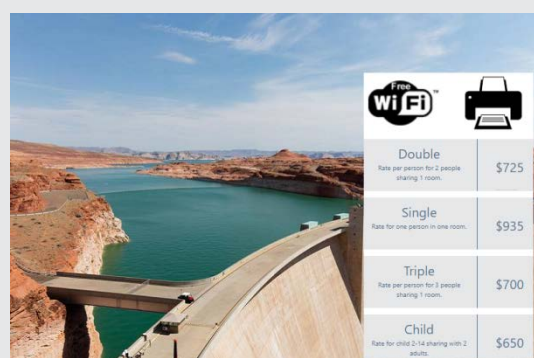 Free
WiFi™
Double
Rate per person for 2 people
sharing 1 room.
$725
Single
Rate for one person in one room.
$935
Triple
Rate per person for 3 people
sharing 1 room.
$700
Child
Rate for child 2-14 sharing with 2
adults.
$650